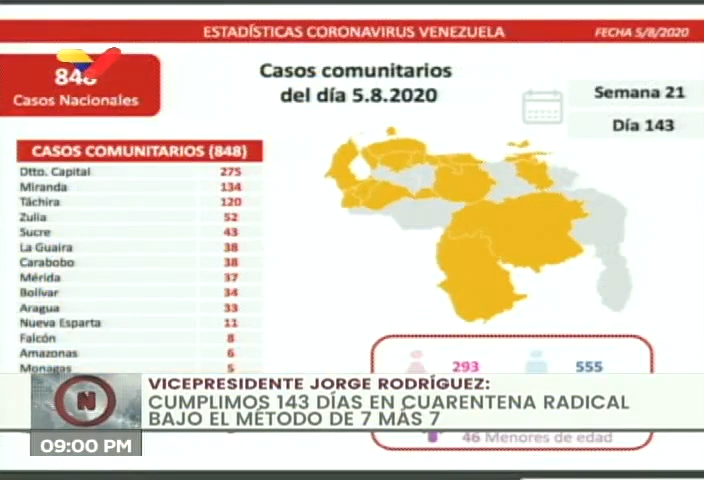 ESTADÍSTICAS CORONAVIRUS VENEZUELA
FECHA 5/8/2020
848
Casos Nacionales
Casos comunitarios
del día 5.8.2020
Semana 21
Día 143
CASOS COMUNITARIOS (848)
Dtto. Capital 275
Miranda 134
Táchira 120
Zulia 52
Sucre 43
La Guaira 38
Carabobo 38
Mérida 37
Bolívar 34
Aragua 33
Nueva Esparta 11
Falcón 8
Amazonas 6
Monagas 5
293
555
46 Menores de edad
VICEPRESIDENTE JORGE RODRÍGUEZ:
CUMPLIMOS 143 DÍAS EN CUARENTENA RADICAL
BAJO EL MÉTODO DE 7 MÁS 7
N
09:00 PM